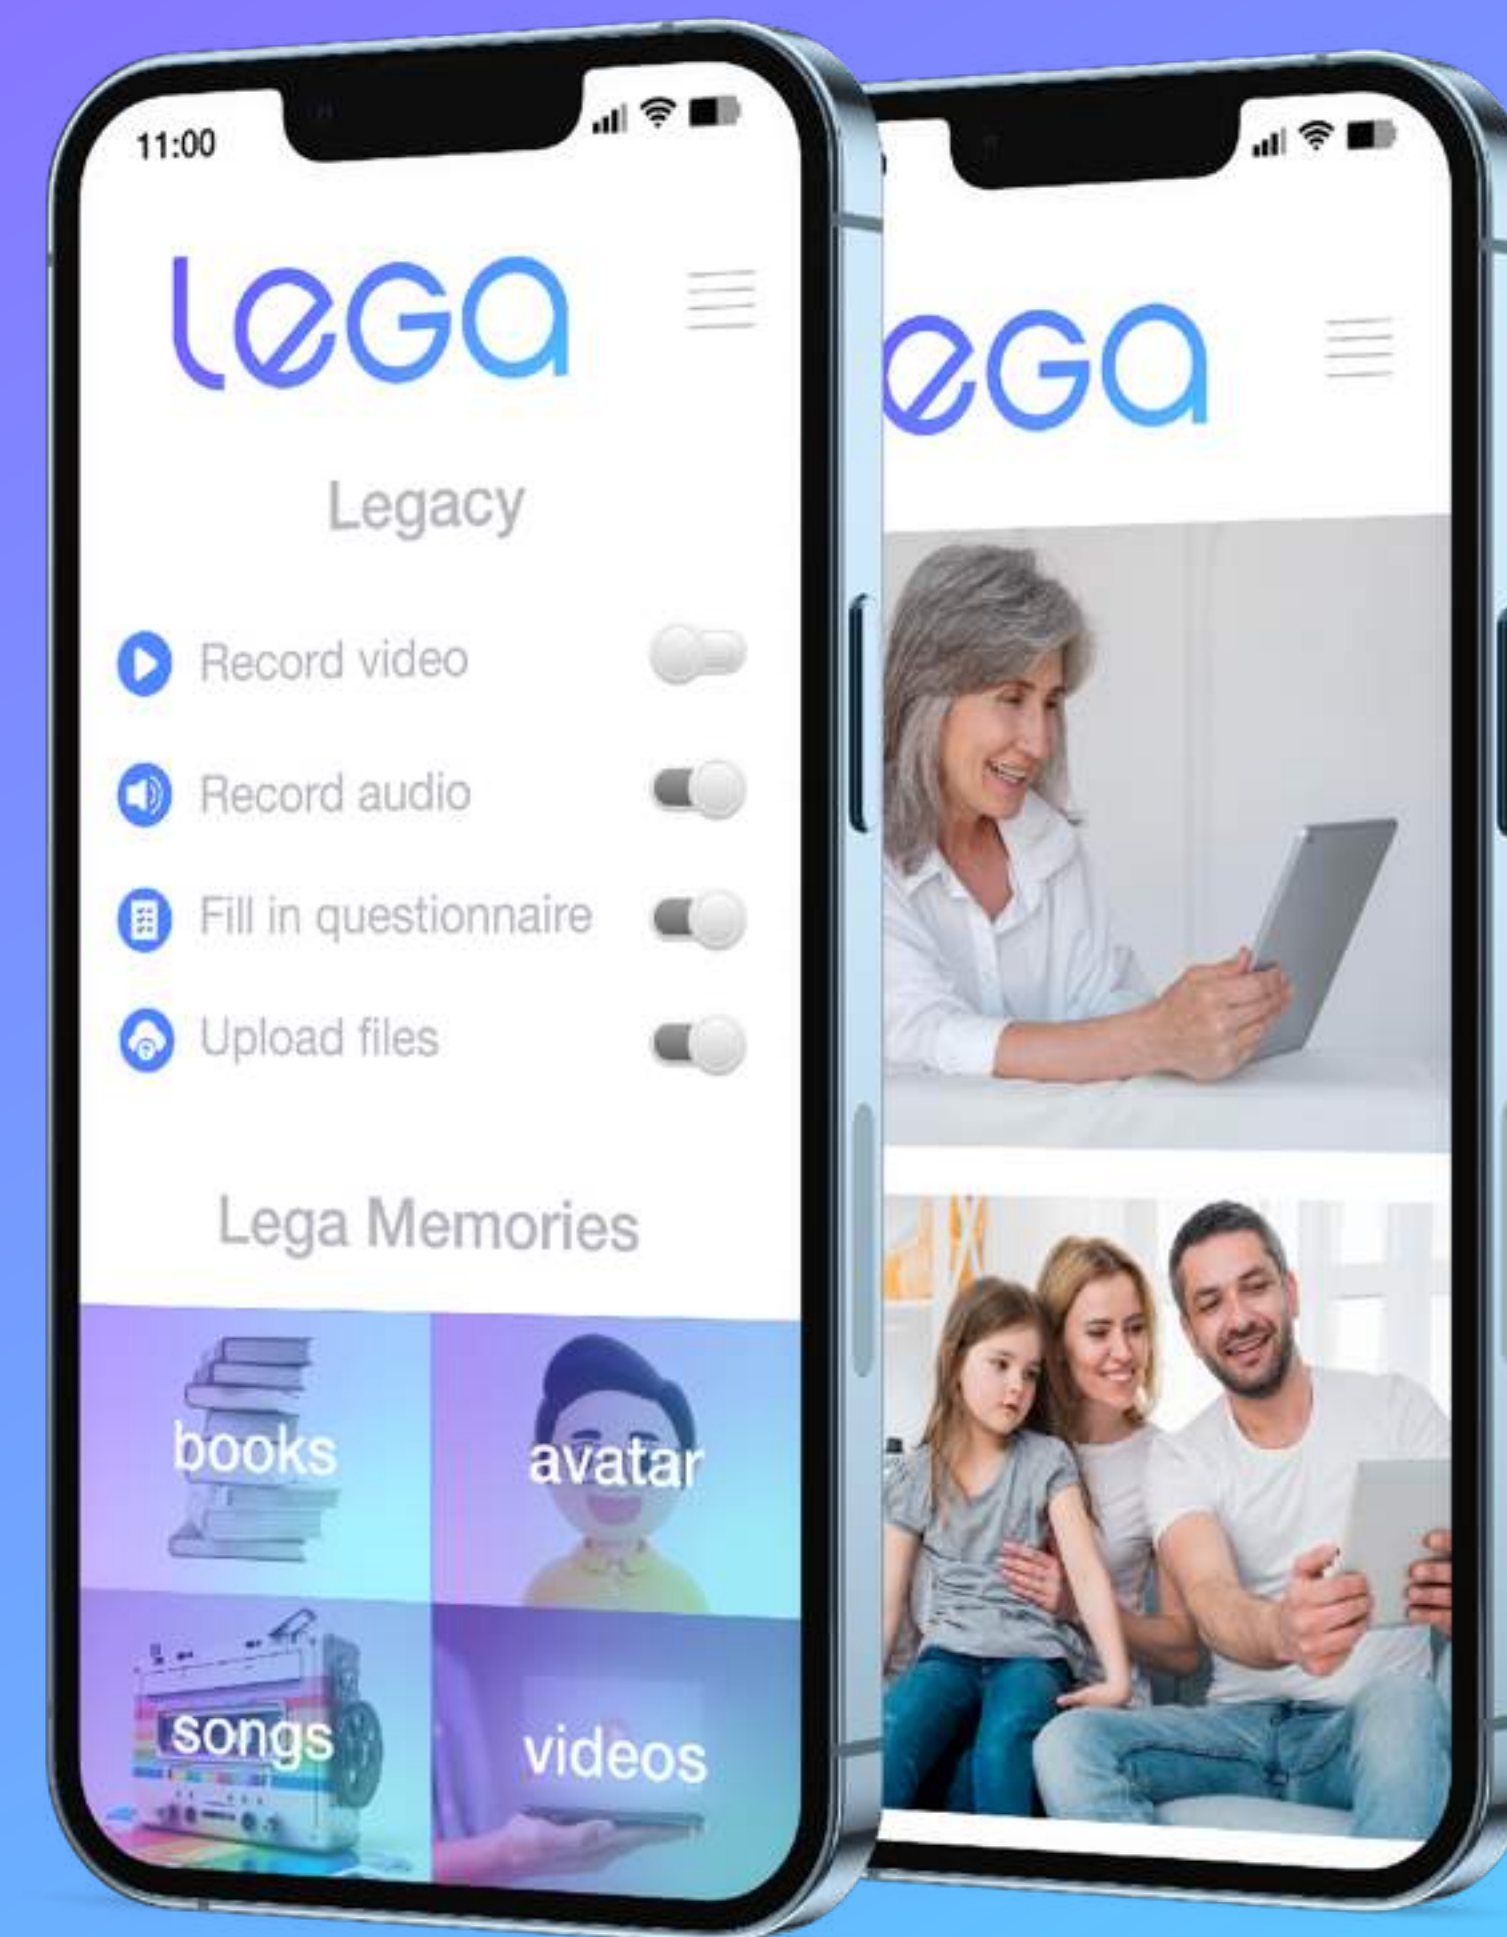 11:00
Lega
Legacy
Record video
Record audio
Fill in questionnaire
Upload files
Lega Memories
books
avatar
songs
videos
ega